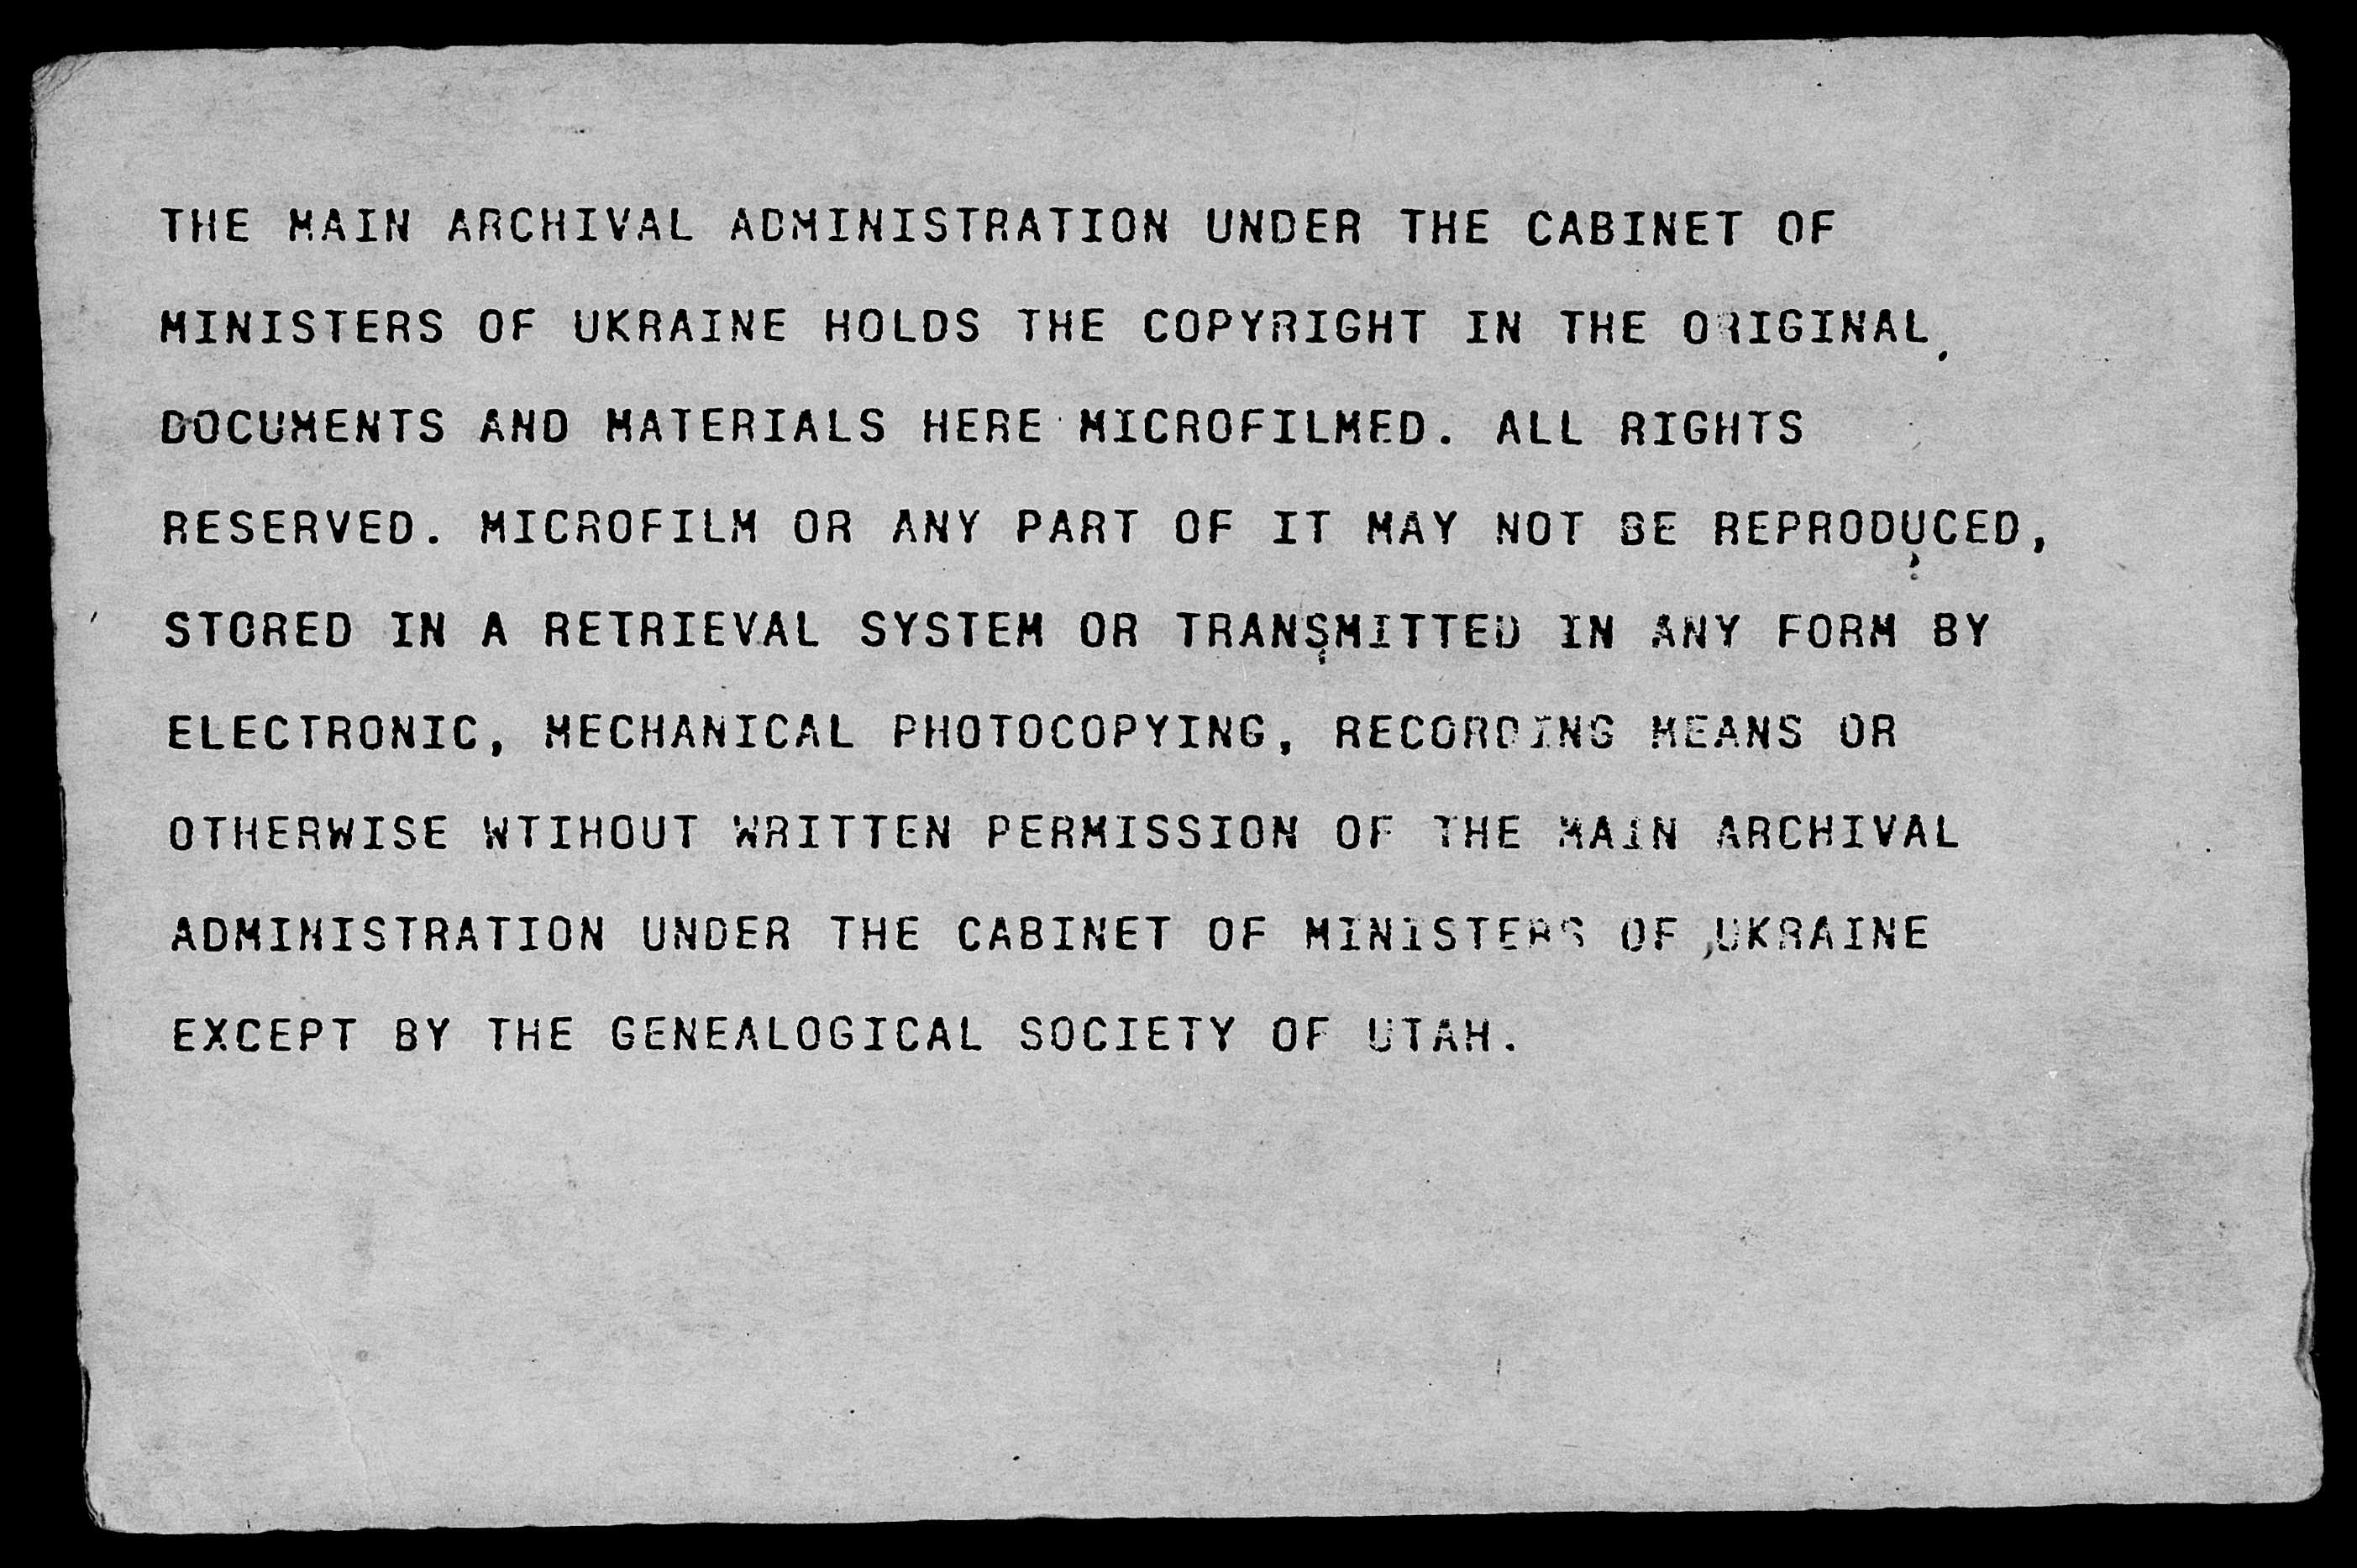 THE MAIN ARCHIVAL ADMINISTRATION UNDER THE CABINET OF
MINISTERS OF UKRAINE HOLDS THE COPYRIGHT IN THE ORIGINAL
DOCUMENTS AND MATERIALS HERE MICROFILMED. ALL RIGHTS
RESERVED. MICROFILM OR ANY PART OF IT MAY NOT BE REPRODUCED,
STORED IN A RETRIEVAL SYSTEM OR TRANSMITTED IN ANY FORM BY
ELECTRONIC, MECHANICAL PHOTOCOPYING, RECORDING MEANS OR
OTHERWISE WTIHOUT WRITTEN PERMISSION OF THE MAIN ARCHIVAL
ADMINISTRATION UNDER THE CABINET OF MINISTERS OF UKRAINE
EXCEPT BY THE GENEALOGICAL SOCIETY OF UTAH.